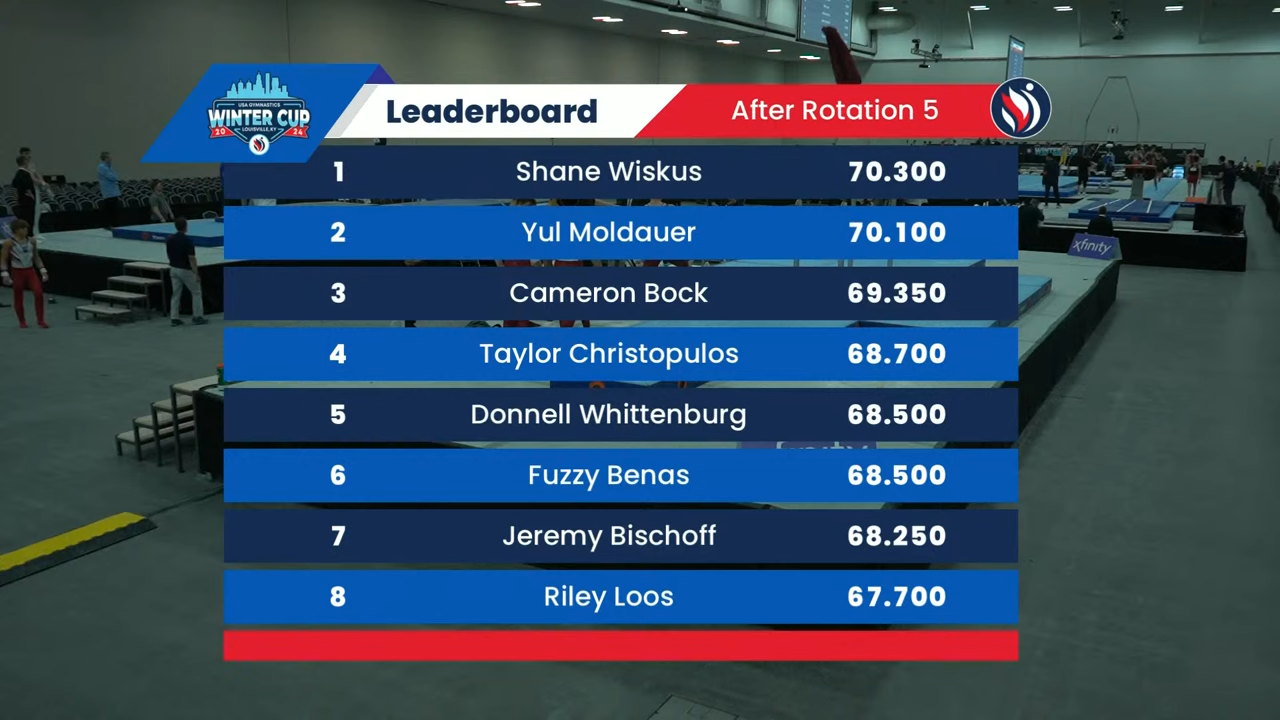 USA GYMNASTICS
WINTER CUP
LOUISVILLE, KY
20 24
Leaderboard
After Rotation 5
1 Shane Wiskus 70.300
2 Yul Moldauer 70.100
3 Cameron Bock 69.350
4 Taylor Christopulos 68.700
5 Donnell Whittenburg 68.500
6 Fuzzy Benas 68.500
7 Jeremy Bischoff 68.250
8 Riley Loos 67.700
xfinity